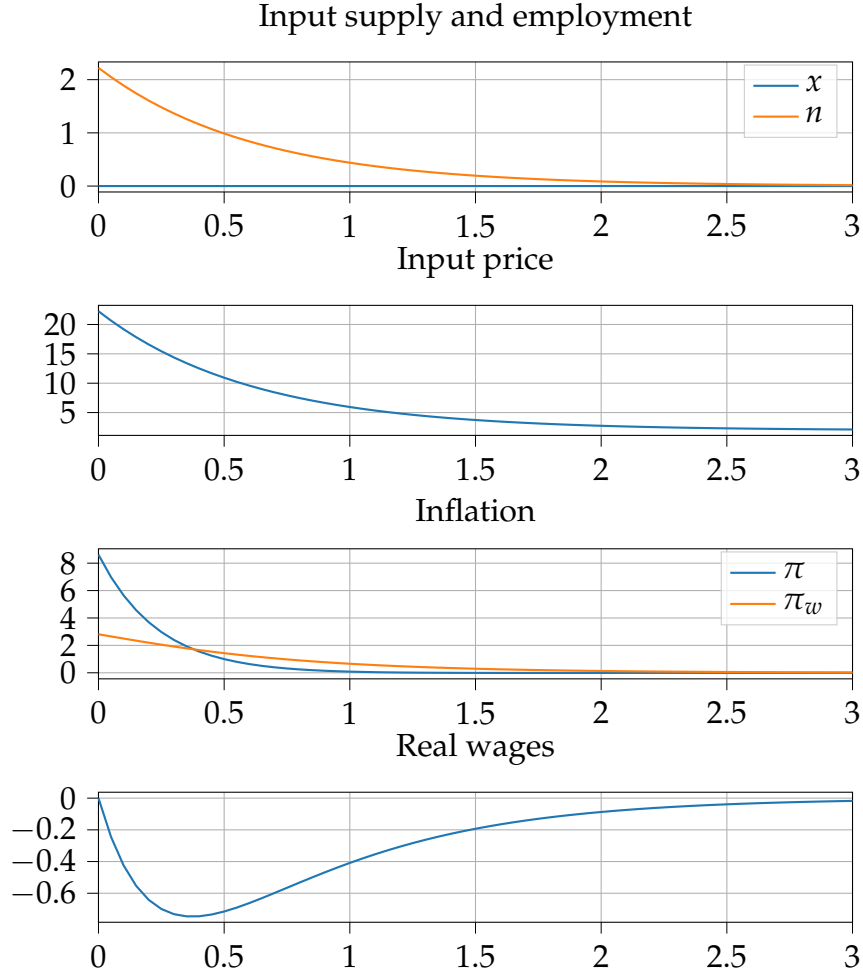 Input supply and employment
2
1
0
x
n
0 0.5 1 1.5 2 2.5 3
Input price
20
15
10
5
0 0.5 1 1.5 2 2.5 3
Inflation
8
6
4
2
0
π
π_w
0 0.5 1 1.5 2 2.5 3
Real wages
0
−0.2
−0.4
−0.6
0 0.5 1 1.5 2 2.5 3